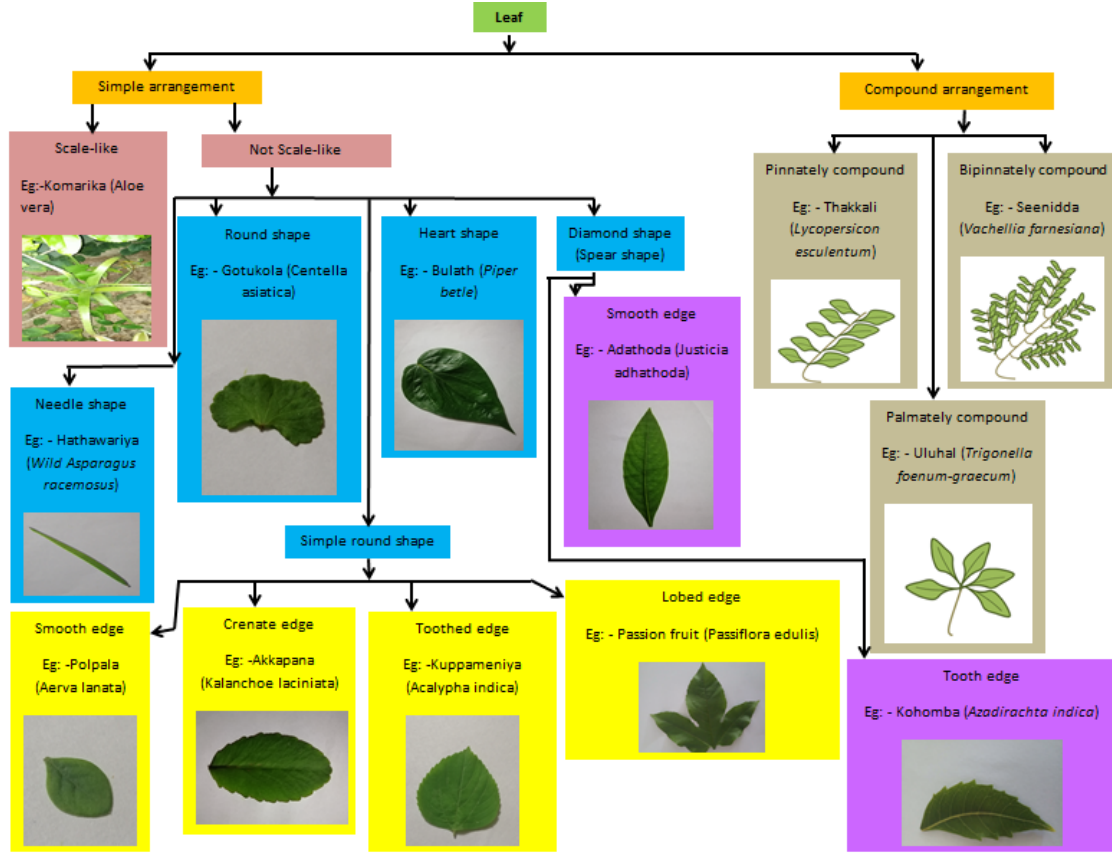 Leaf
Simple arrangement
Compound arrangement
Scale-like
Eg:-Komarika (Aloe
vera)
Not Scale-like
Pinnately compound
Eg: - Thakkali
(Lycopersicon
esculentum)
Bipinnately compound
Eg: - Seenidda
(Vachellia farnesiana)
Round shape
Eg: - Gotukola (Centella
asiatica)
Heart shape
Eg: - Bulath (Piper
betle)
Diamond shape
(Spear shape)
Smooth edge
Eg: - Adathoda (Justicia
adhathoda)
Needle shape
Eg: - Hathawariya
(Wild Asparagus
racemosus)
Palmately compound
Eg: - Uluhal (Trigonella
foenum-graecum)
Simple round shape
Smooth edge
Eg: -Polpala
(Aerva lanata)
Crenate edge
Eg: -Akkapana
(Kalanchoe laciniata)
Toothed edge
Eg: -Kuppameniya
(Acalypha indica)
Lobed edge
Eg: - Passion fruit (Passiflora edulis)
Tooth edge
Eg: - Kohomba (Azadirachta indica)